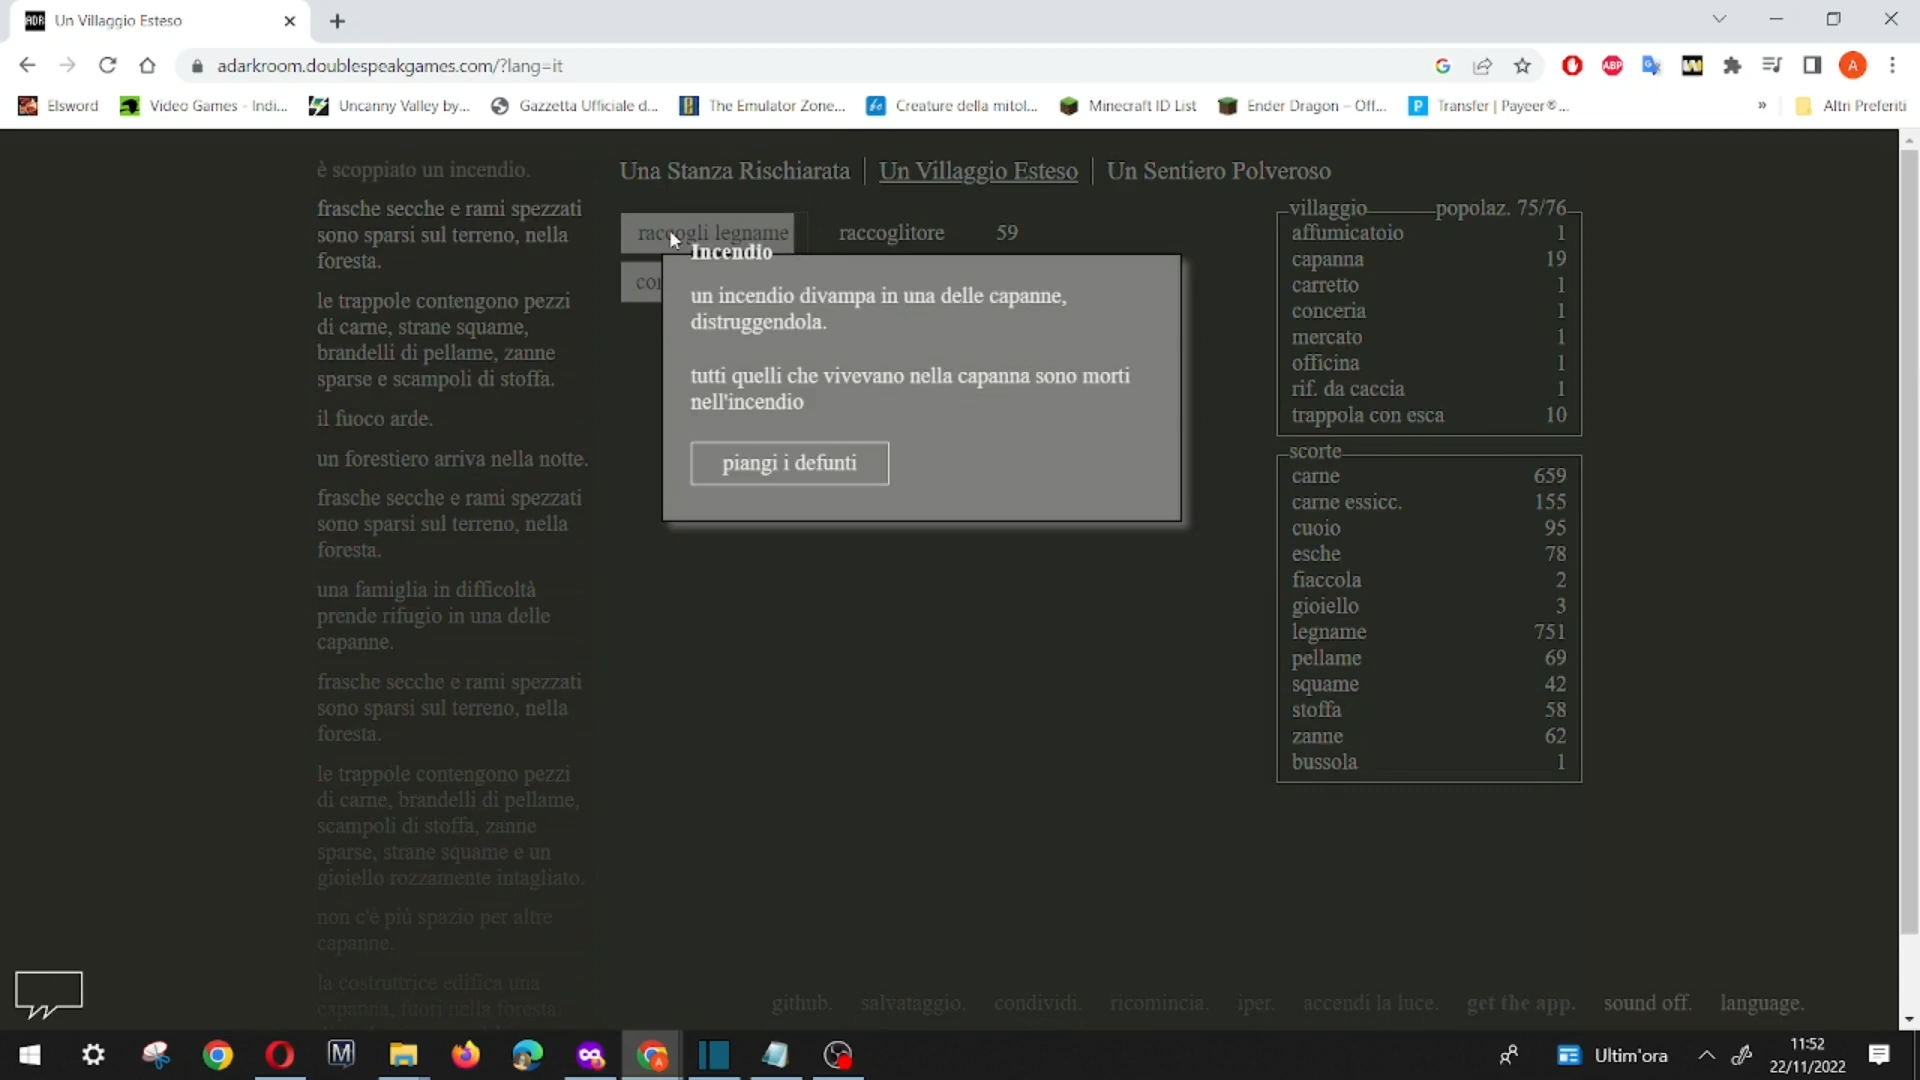 Un Villaggio Esteso
adarkroom.doublespeakgames.com/?lang=it
Elsword
Video Games - Indi...
Uncanny Valley by...
Gazzetta Ufficiale d...
The Emulator Zone...
Creature della mitol...
Minecraft ID List
Ender Dragon – Off...
Transfer | Payeer®...
»
Altri Preferiti
è scoppiato un incendio.
frasche secche e rami spezzati
sono sparsi sul terreno, nella
foresta.
le trappole contengono pezzi
di carne, strane squame,
brandelli di pellame, zanne
sparse e scampoli di stoffa.
il fuoco arde.
un forestiero arriva nella notte.
frasche secche e rami spezzati
sono sparsi sul terreno, nella
foresta.
una famiglia in difficoltà
prende rifugio in una delle
capanne.
frasche secche e rami spezzati
sono sparsi sul terreno, nella
foresta.
le trappole contengono pezzi
di carne, brandelli di pellame,
scampoli di stoffa, zanne
sparse, strane squame e un
gioiello rozzamente intagliato.
non c'è più spazio per altre
capanne.
la costruttrice edifica una
capanna, fuori nella foresta.
Una Stanza Rischiarata | Un Villaggio Esteso | Un Sentiero Polveroso
raccogli legname
raccoglitore 59
Incendio
un incendio divampa in una delle capanne,
distruggendola.
tutti quelli che vivevano nella capanna sono morti
nell'incendio
piangi i defunti
villaggio popolaz. 75/76
affumicatoio 1
capanna 19
carretto 1
conceria 1
mercato 1
officina 1
rif. da caccia 1
trappola con esca 10
scorte
carne 659
carne essicc. 155
cuoio 95
esche 78
fiaccola 2
gioiello 3
legname 751
pellame 69
squame 42
stoffa 58
zanne 62
bussola 1
github. salvataggio. condividi. ricomincia. iper. accendi la luce. get the app. sound off. language.
Ultim'ora
11:52
22/11/2022